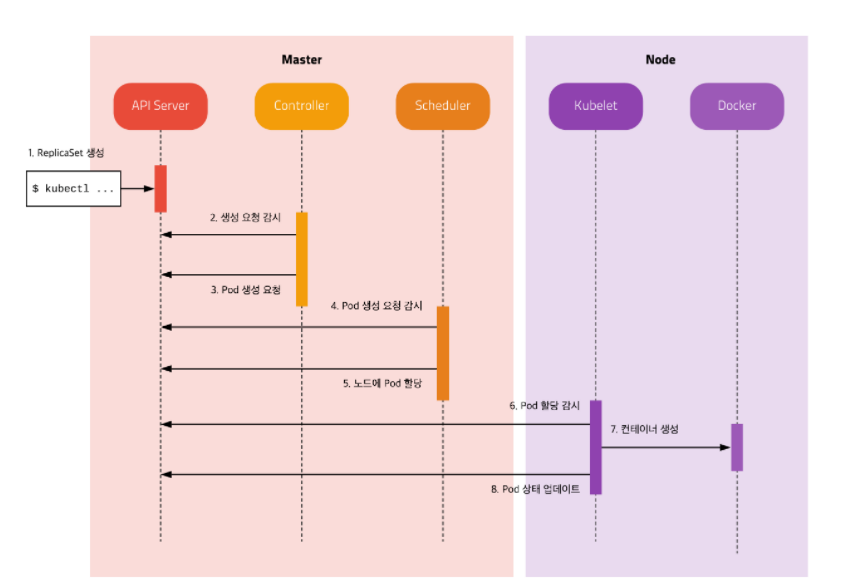 Master
Node
API Server
Controller
Scheduler
Kubelet
Docker
1. ReplicaSet 생성
$ kubectl ...
2. 생성 요청 감시
3. Pod 생성 요청
4. Pod 생성 요청 감시
5. 노드에 Pod 할당
6. Pod 할당 감시
7. 컨테이너 생성
8. Pod 상태 업데이트